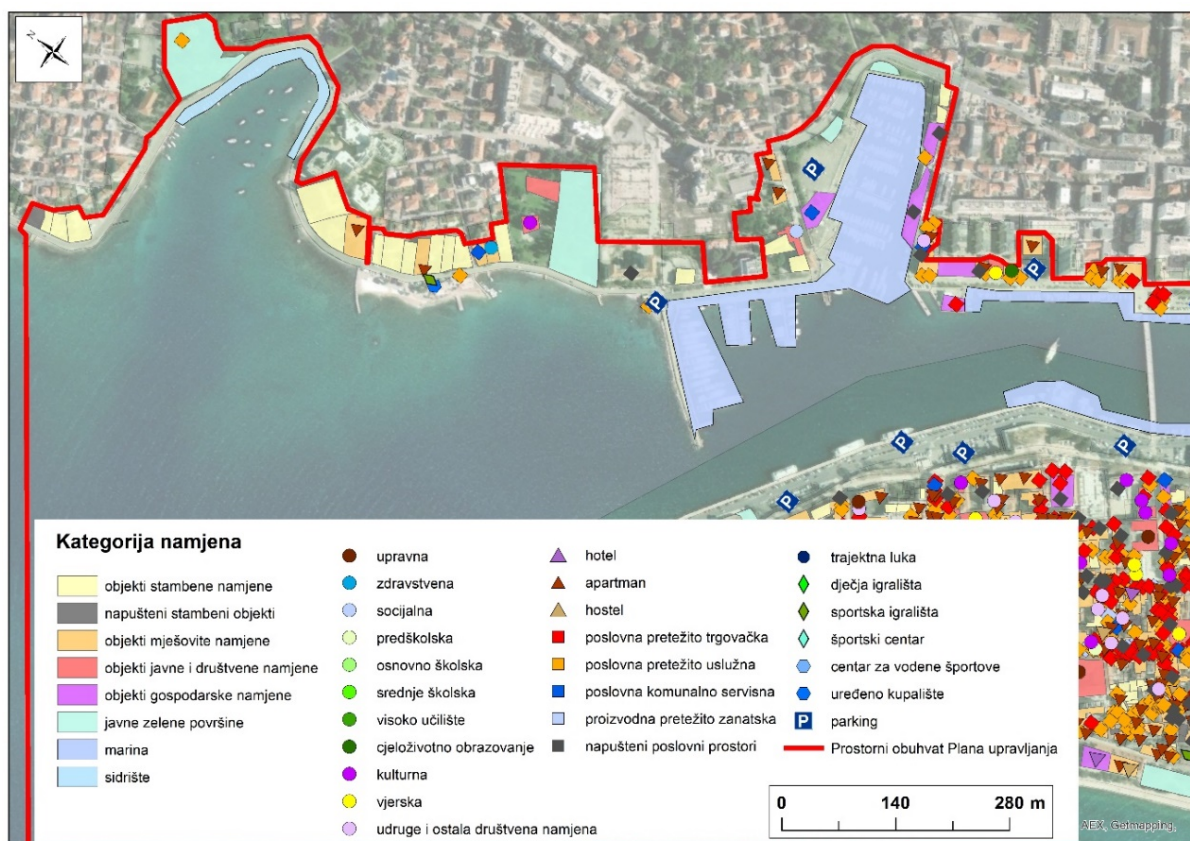 N
P
P
P
P
P
P
P
P
Kategorija namjena
objekti stambene namjene
napušteni stambeni objekti
objekti mješovite namjene
objekti javne i društvene namjene
objekti gospodarske namjene
javne zelene površine
marina
sidrište
upravna
zdravstvena
socijalna
predškolska
osnovno školska
srednje školska
visoko učilište
cjeloživotno obrazovanje
kulturna
vjerska
udruge i ostala društvena namjena
hotel
apartman
hostel
poslovna pretežito trgovačka
poslovna pretežito uslužna
poslovna komunalno servisna
proizvodna pretežito zanatska
napušteni poslovni prostori
trajektna luka
dječja igrališta
sportska igrališta
športski centar
centar za vodene športove
uređeno kupalište
P parking
Prostorni obuhvat Plana upravljanja
0 140 280 m
AEX, Getmapping,